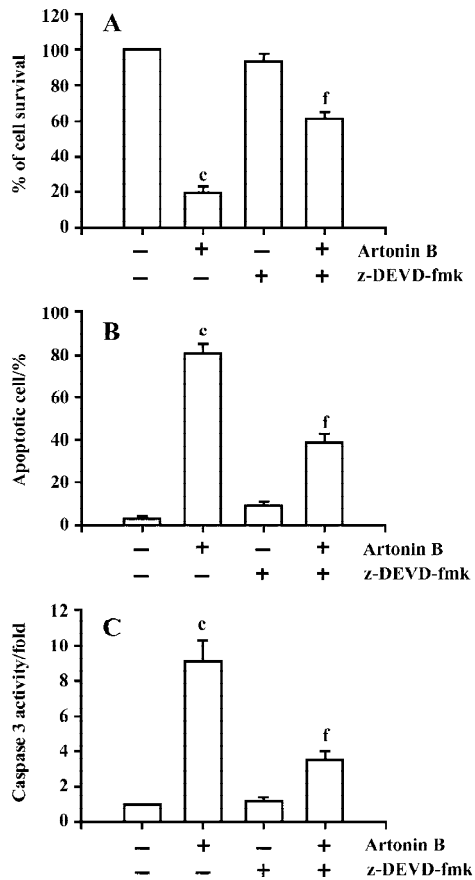 A
% of cell survival
120
100
80
60
40
20
0
c
f
− + − + Artonin B
− − + + z-DEVD-fmk
B
Apoptotic cell/%
100
80
60
40
20
0
c
f
− + − + Artonin B
− − + + z-DEVD-fmk
C
Caspase 3 activity/fold
12
10
8
6
4
2
0
c
f
− + − + Artonin B
− − + + z-DEVD-fmk